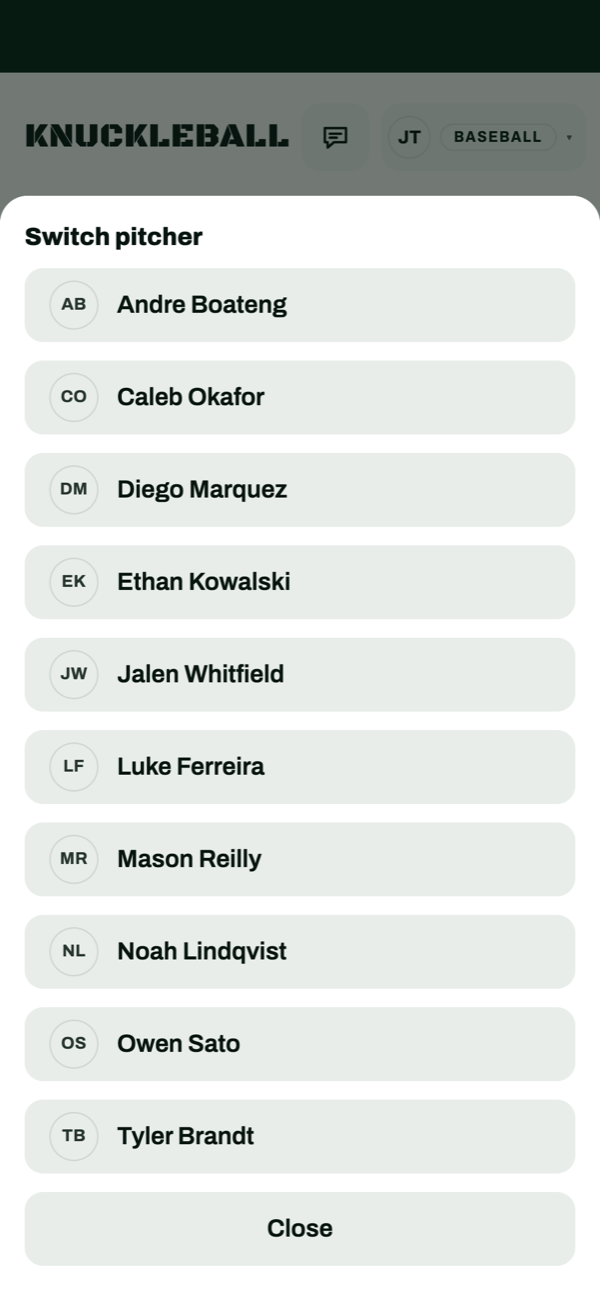 KNUCKLEBALL JT BASEBALL
Switch pitcher
AB Andre Boateng
CO Caleb Okafor
DM Diego Marquez
EK Ethan Kowalski
JW Jalen Whitfield
LF Luke Ferreira
MR Mason Reilly
NL Noah Lindqvist
OS Owen Sato
TB Tyler Brandt
Close